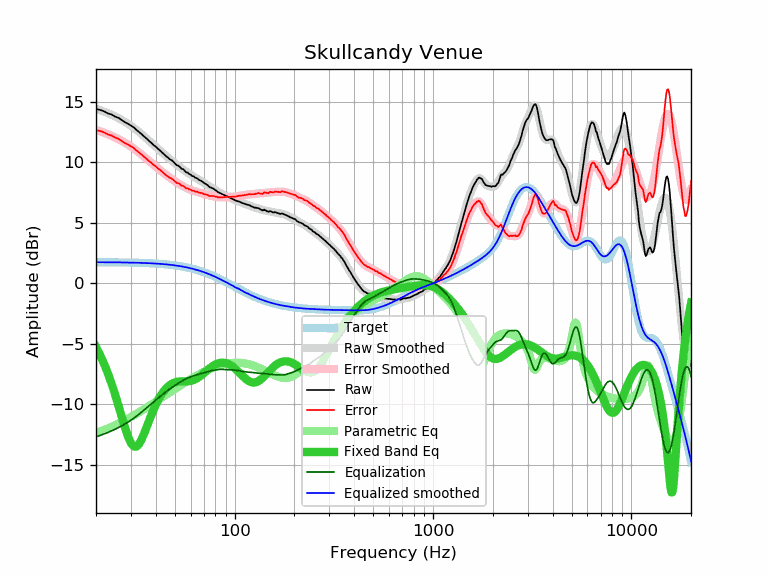 Skullcandy Venue
Amplitude (dBr)
15
10
5
0
−5
−10
−15
Target
Raw Smoothed
Error Smoothed
Raw
Error
Parametric Eq
Fixed Band Eq
Equalization
Equalized smoothed
100
1000
10000
Frequency (Hz)